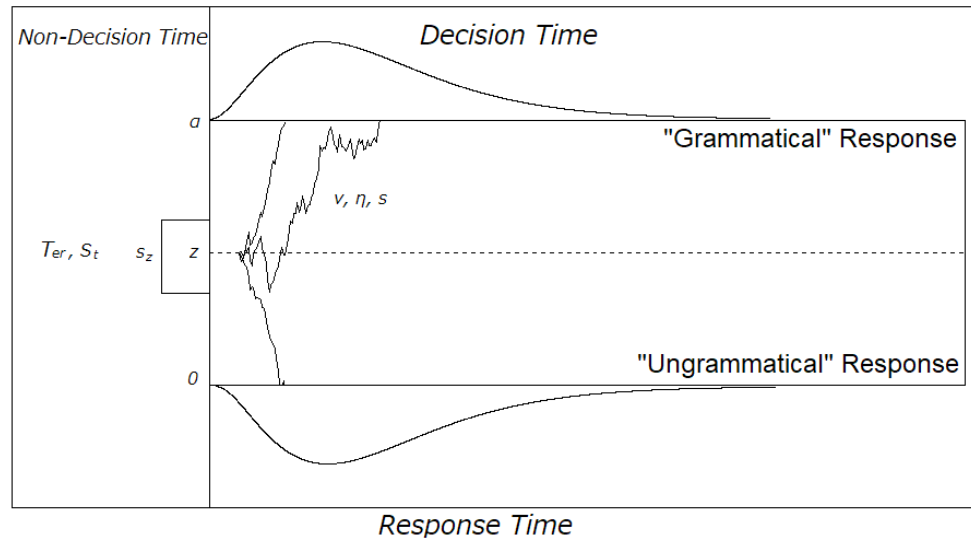 Non-Decision Time
Decision Time
a
"Grammatical" Response
v, η, s
Ter, St
sz
z
"Ungrammatical" Response
0
Response Time